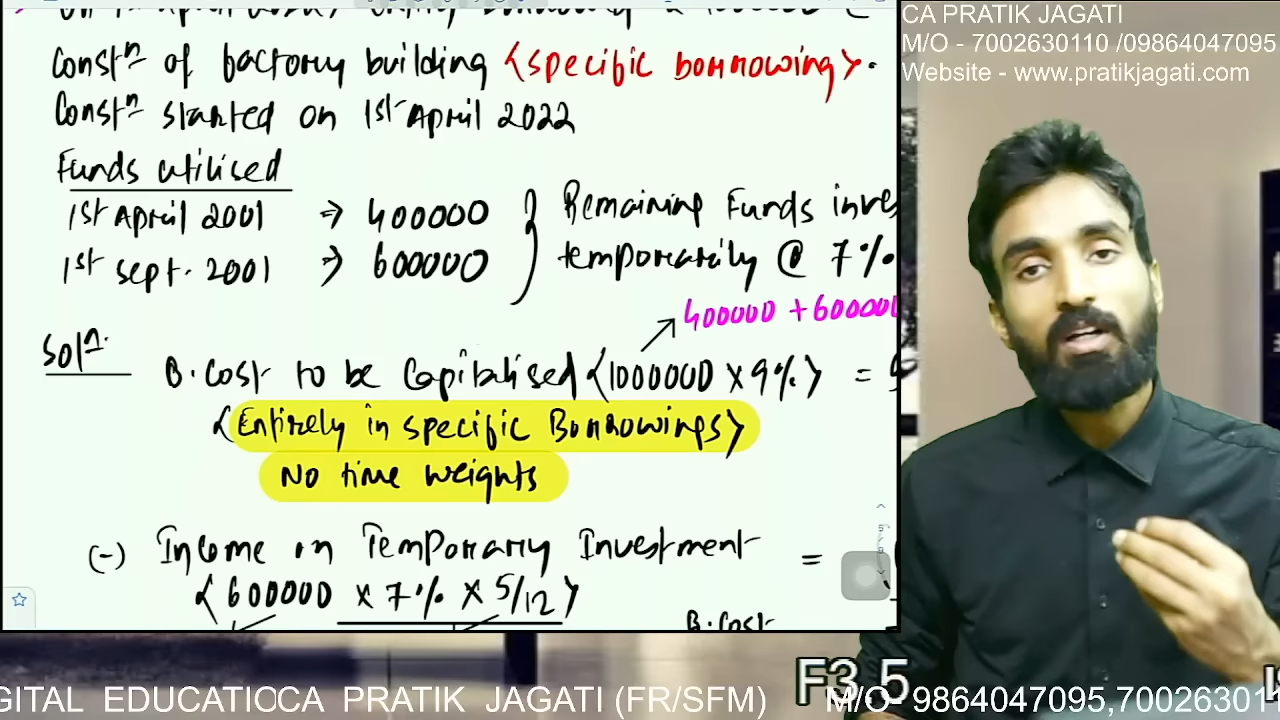 CA PRATIK JAGATI
M/O - 7002630110 /09864047095
Website - www.pratikjagati.com
Constⁿ of factory building <specific borrowing>.
Constⁿ started on 1st April 2022
Funds utilised
1st April 2001 ⇒ 400000
1st Sept. 2001 ⇒ 600000
Remaining Funds inves
temporarily @ 7%.
400000 + 600000
Solⁿ.
B. Cost to be Capitalised <1000000 x 9%> =
<Entirely in specific Borrowings>
No time weights
(-) Income on Temporary Investment =
<600000 x 7% x 5/12>
B. Cost
F3.5
GITAL EDUCATIOCA PRATIK JAGATI (FR/SFM) M/O- 9864047095,700263011